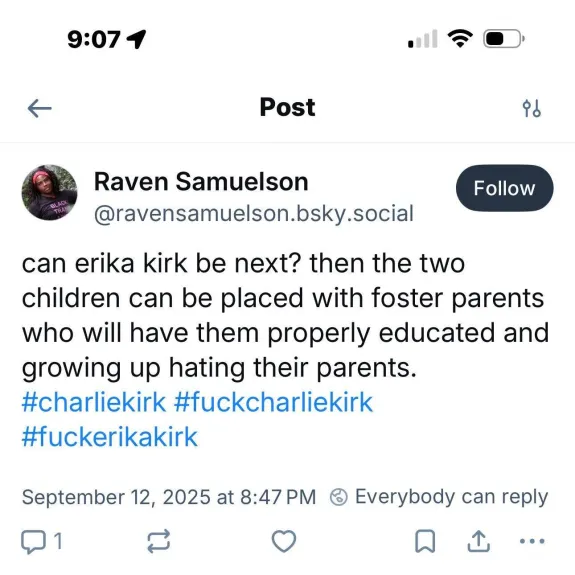 9:07
Post
Raven Samuelson
Follow
@ravensamuelson.bsky.social
can erika kirk be next? then the two
children can be placed with foster parents
who will have them properly educated and
growing up hating their parents.
#charliekirk #fuckcharliekirk
#fuckerikakirk
September 12, 2025 at 8:47 PM Everybody can reply
1